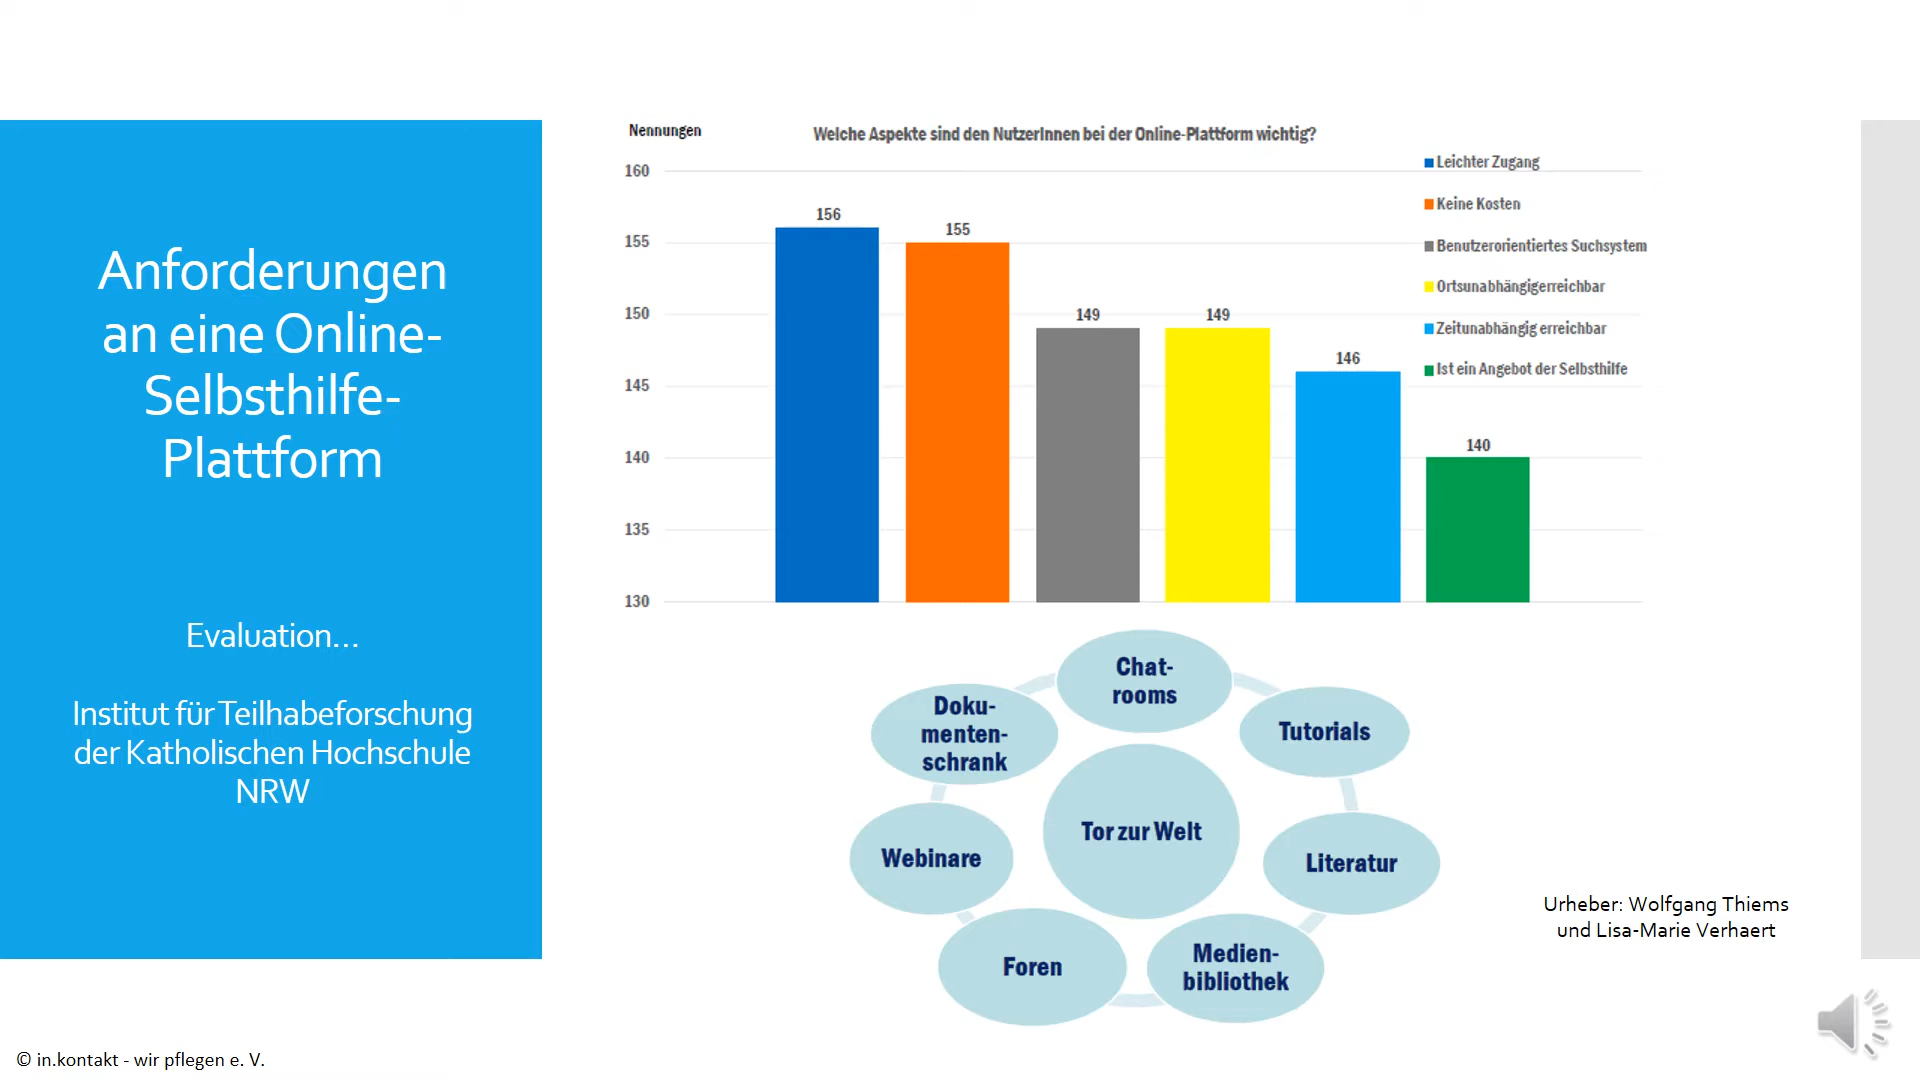 Anforderungen
an eine Online-
Selbsthilfe-
Plattform
Evaluation...
Institut für Teilhabeforschung
der Katholischen Hochschule
NRW
Nennungen
Welche Aspekte sind den NutzerInnen bei der Online-Plattform wichtig?
160
155
150
145
140
135
130
156
155
149
149
146
140
Leichter Zugang
Keine Kosten
Benutzerorientiertes Suchsystem
Ortsunabhängigerreichbar
Zeitunabhängig erreichbar
Ist ein Angebot der Selbsthilfe
Chat-
rooms
Tutorials
Literatur
Medien-
bibliothek
Foren
Webinare
Doku-
menten-
schrank
Tor zur Welt
Urheber: Wolfgang Thiems
und Lisa-Marie Verhaert
© in.kontakt - wir pflegen e. V.